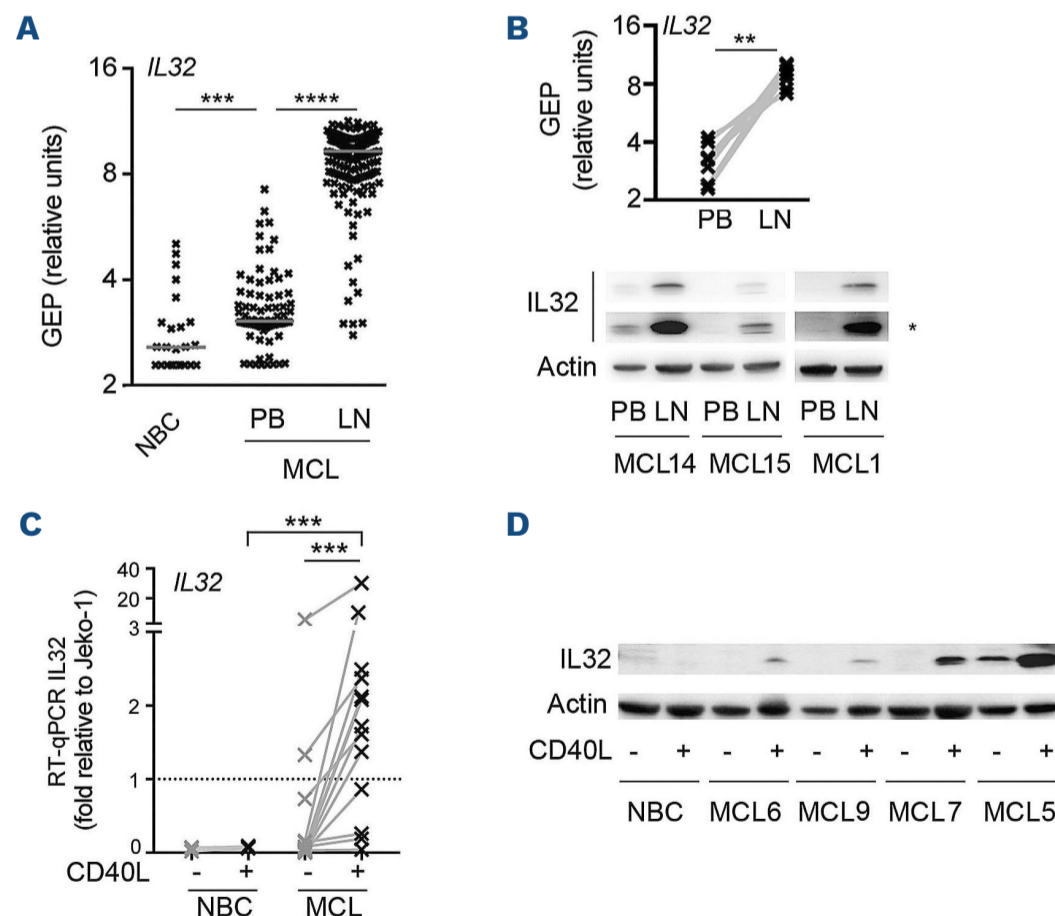 A
16
IL32
***
****
8
GEP (relative units)
4
2
NBC
PB
LN
MCL
B
16
IL32
**
8
GEP
(relative units)
4
2
PB LN
IL32
*
Actin
PB LN PB LN PB LN
MCL14 MCL15 MCL1
C
***
***
40
IL32
20
3
3
RT-qPCR IL32
(fold relative to Jeko-1)
2
1
0
CD40L - + - +
NBC MCL
D
IL32
Actin
CD40L - + - + - + - + - +
NBC MCL6 MCL9 MCL7 MCL5